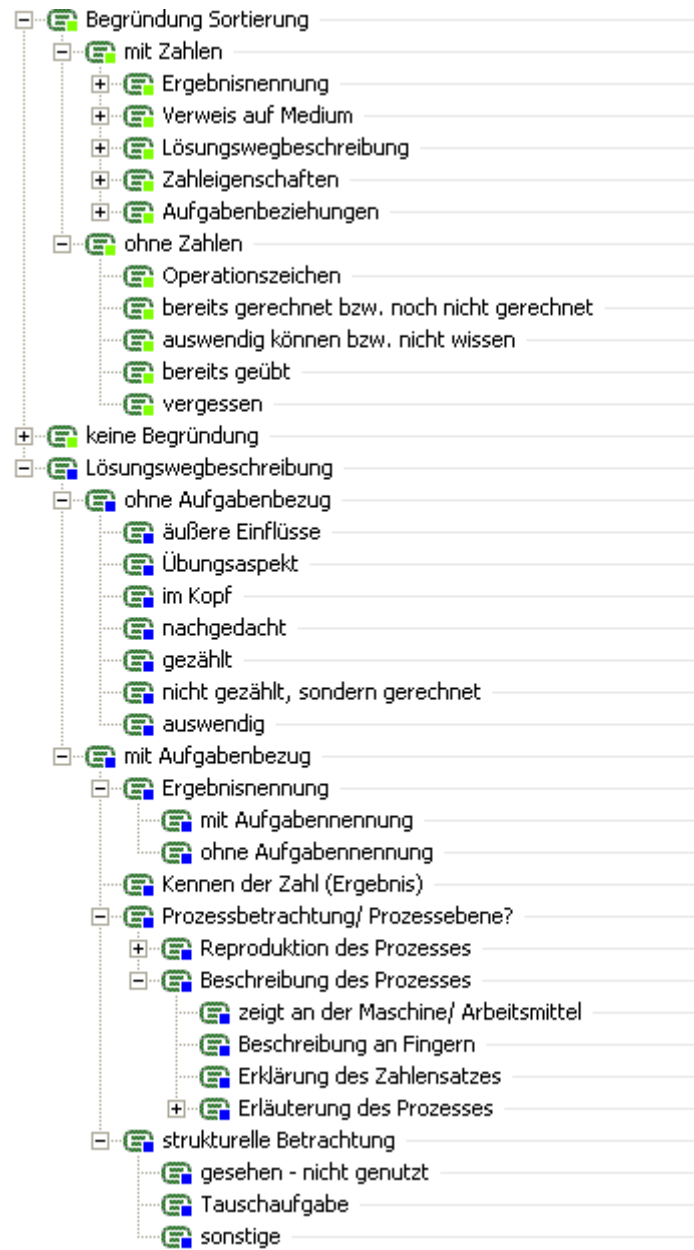 Begründung Sortierung
mit Zahlen
Ergebnisnennung
Verweis auf Medium
Lösungswegbeschreibung
Zahleigenschaften
Aufgabenbeziehungen
ohne Zahlen
Operationszeichen
bereits gerechnet bzw. noch nicht gerechnet
auswendig können bzw. nicht wissen
bereits geübt
vergessen
keine Begründung
Lösungswegbeschreibung
ohne Aufgabenbezug
äußere Einflüsse
Übungsaspekt
im Kopf
nachgedacht
gezählt
nicht gezählt, sondern gerechnet
auswendig
mit Aufgabenbezug
Ergebnisnennung
mit Aufgabennennung
ohne Aufgabennennung
Kennen der Zahl (Ergebnis)
Prozessbetrachtung/ Prozessebene?
Reproduktion des Prozesses
Beschreibung des Prozesses
zeigt an der Maschine/ Arbeitsmittel
Beschreibung an Fingern
Erklärung des Zahlensatzes
Erläuterung des Prozesses
strukturelle Betrachtung
gesehen - nicht genutzt
Tauschaufgabe
sonstige